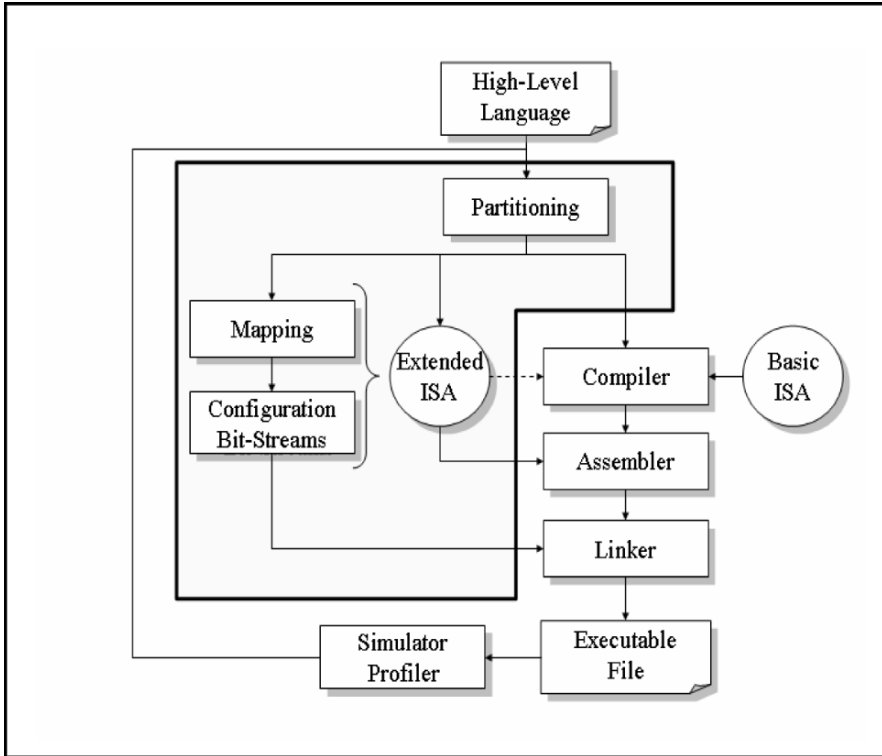 High-Level
Language
Partitioning
Mapping
Extended
ISA
Compiler
Basic
ISA
Configuration
Bit-Streams
Assembler
Linker
Simulator
Profiler
Executable
File